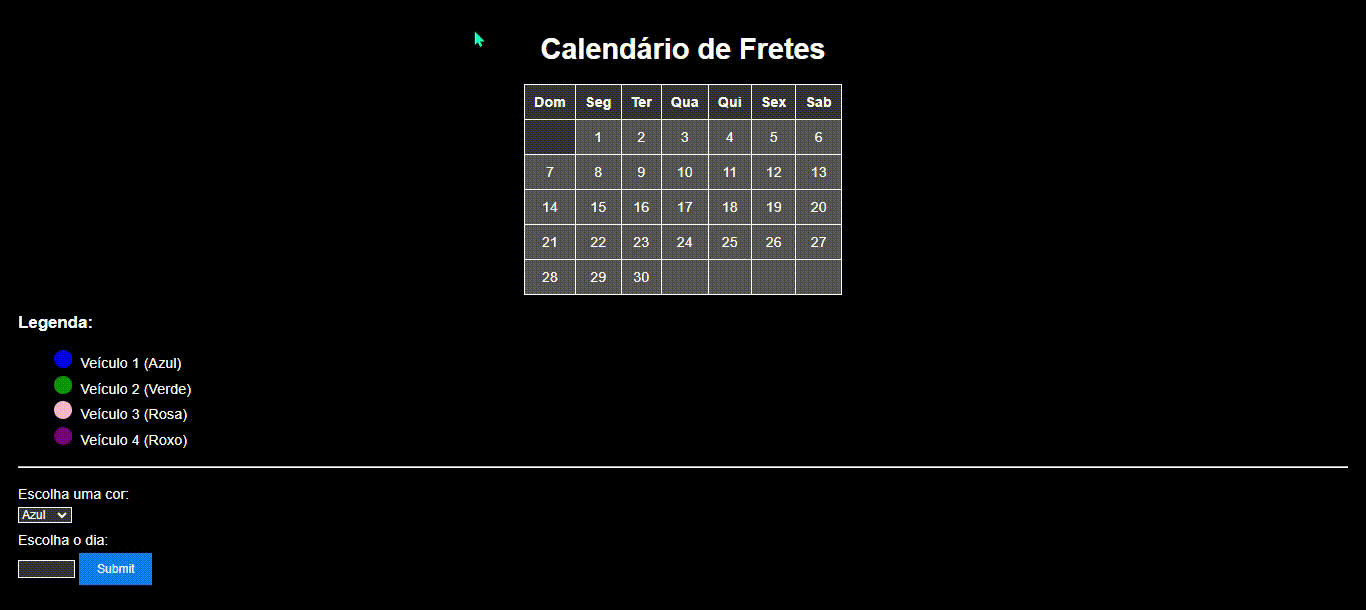 Calendário de Fretes
Dom Seg Ter Qua Qui Sex Sab
1 2 3 4 5 6
7 8 9 10 11 12 13
14 15 16 17 18 19 20
21 22 23 24 25 26 27
28 29 30
Legenda:
Veículo 1 (Azul)
Veículo 2 (Verde)
Veículo 3 (Rosa)
Veículo 4 (Roxo)
Escolha uma cor:
Azul
Escolha o dia:
Submit